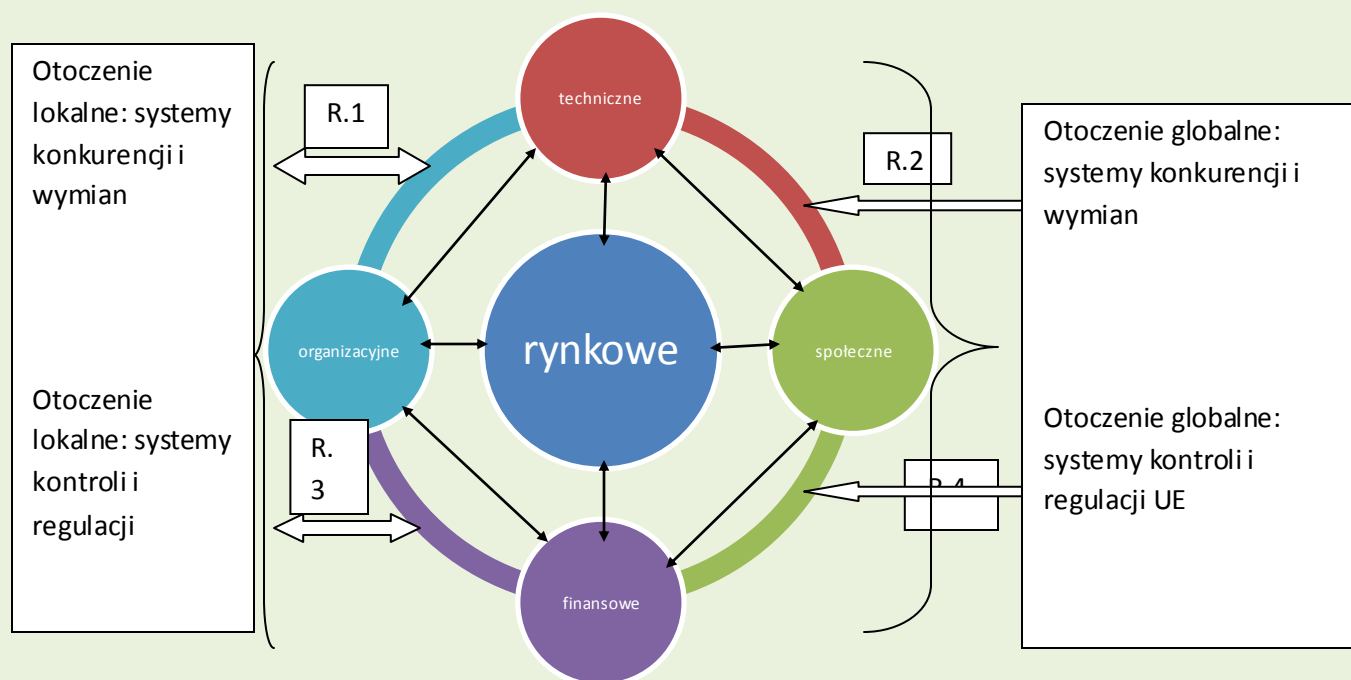 Otoczenie
lokalne: systemy
konkurencji i
wymian
Otoczenie
lokalne: systemy
kontroli i
regulacji
R.1
R.
3
techniczne
organizacyjne
rynkowe
społeczne
finansowe
R.2
R.4
Otoczenie globalne:
systemy konkurencji i
wymian
Otoczenie globalne:
systemy kontroli i
regulacji UE